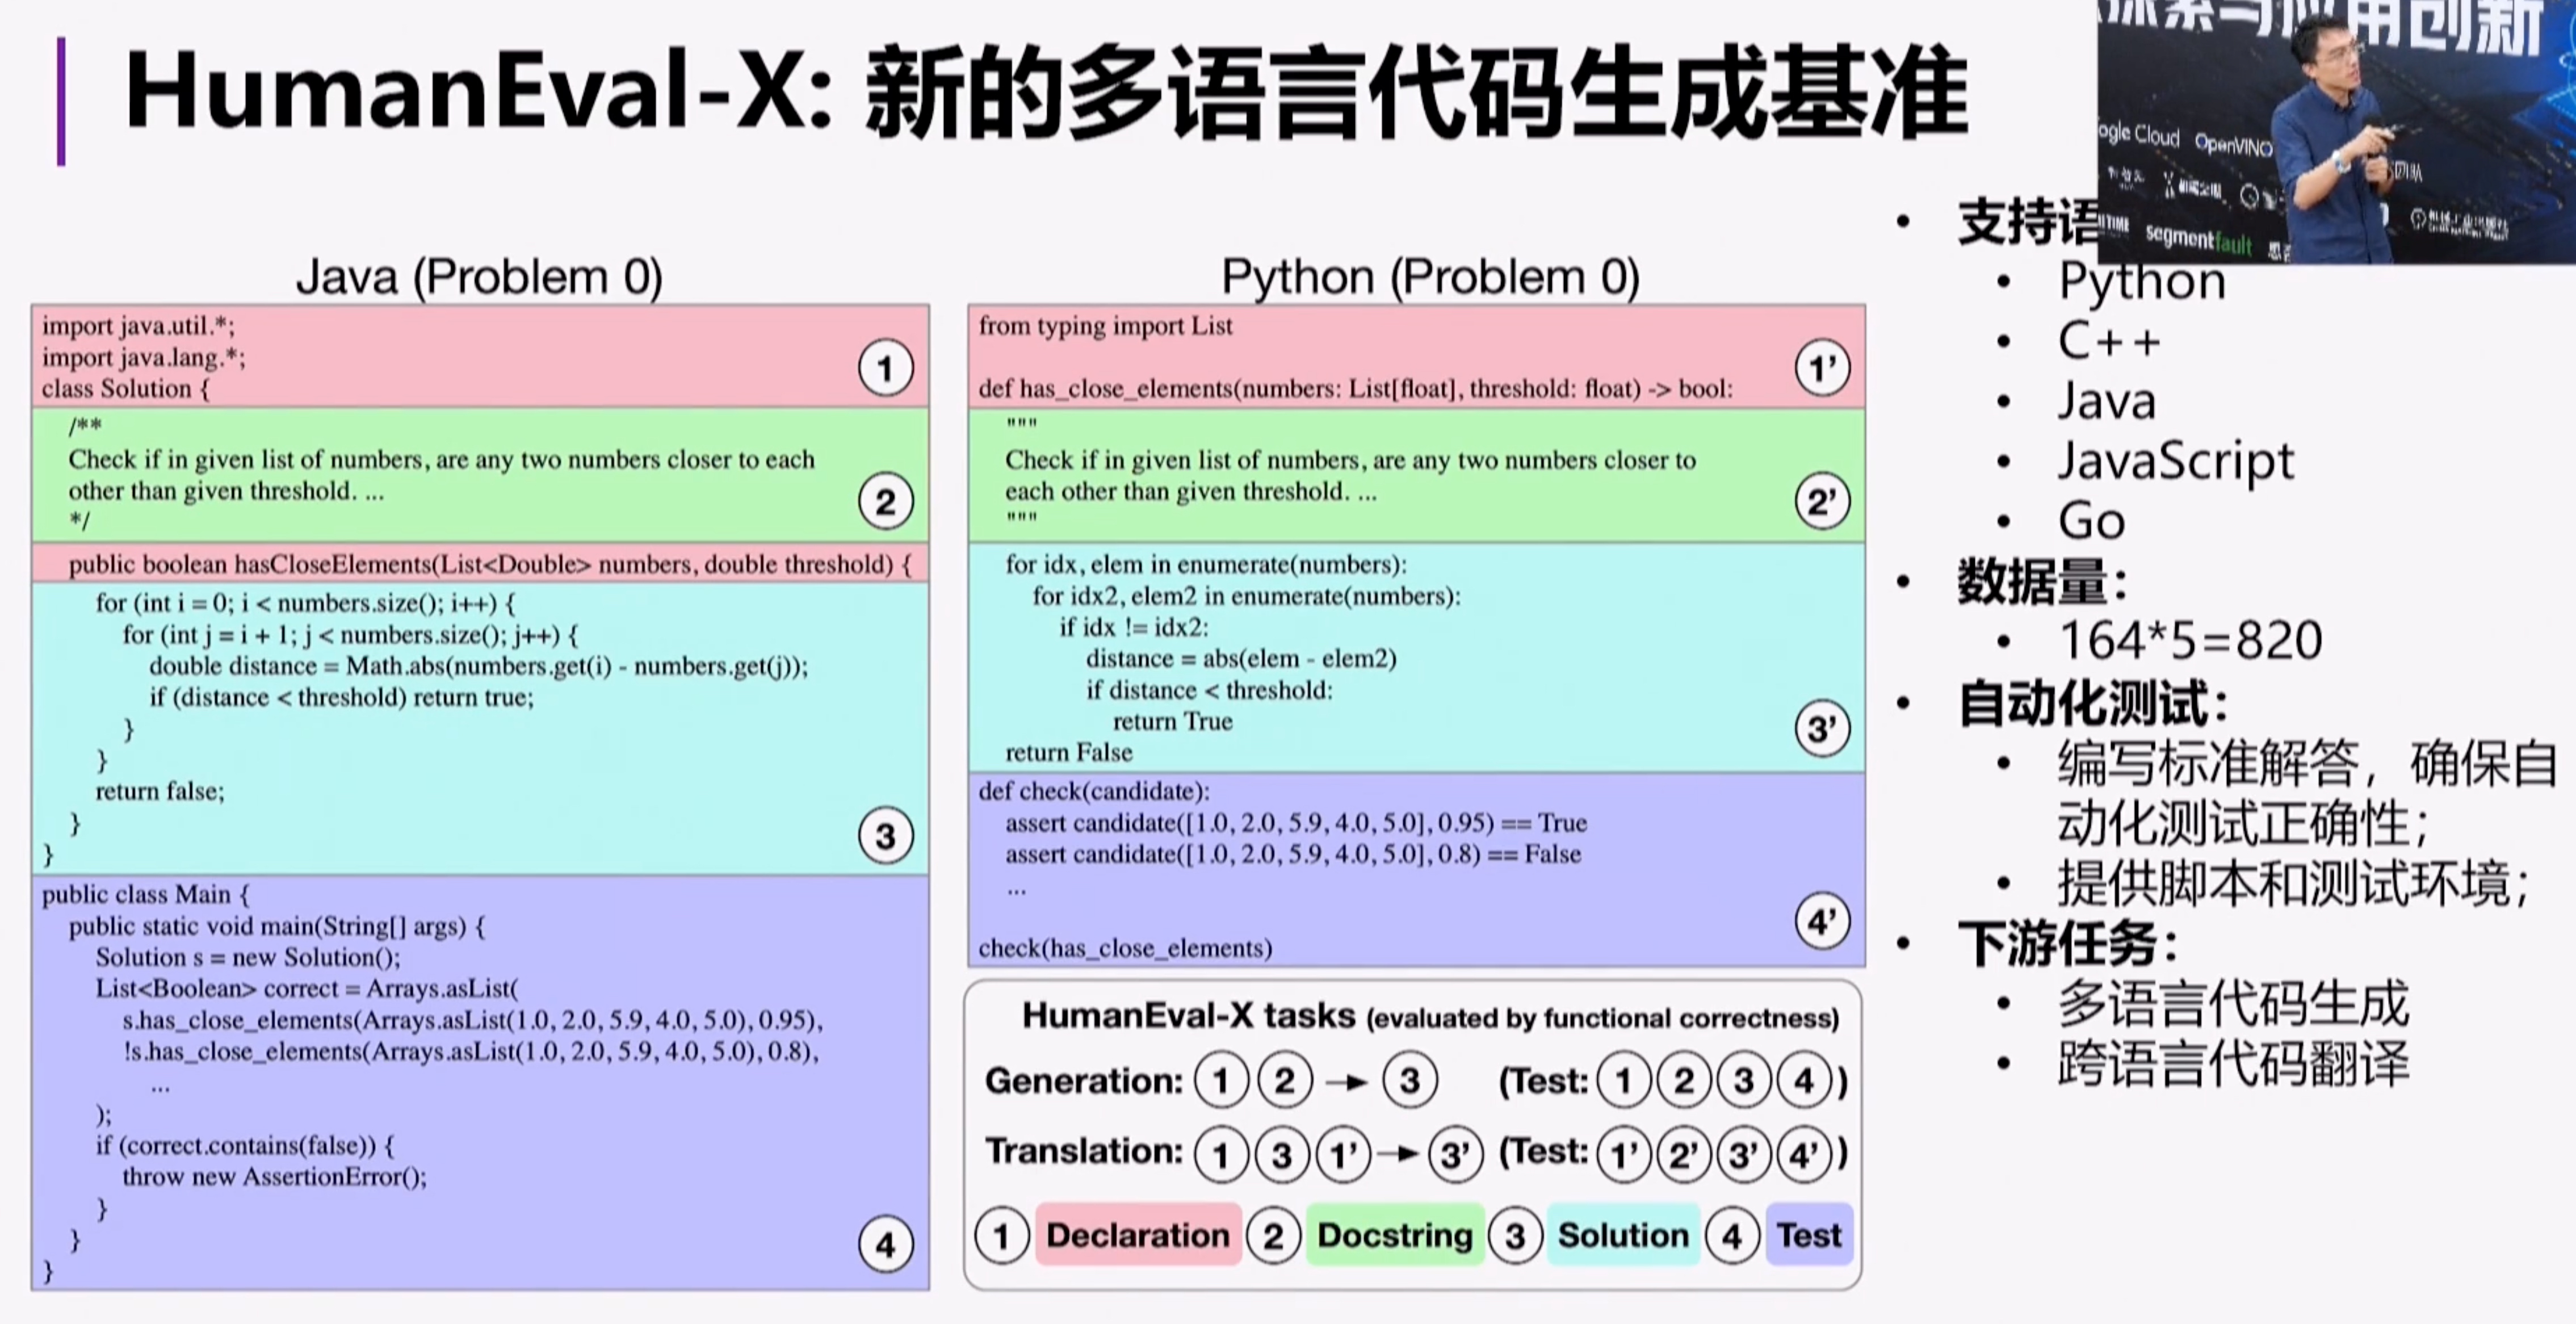 HumanEval-X: 新的多语言代码生成基准
Java (Problem 0)
import java.util.*;
import java.lang.*;
class Solution {
1
/**
Check if in given list of numbers, are any two numbers closer to each
other than given threshold. ...
*/
2
public boolean hasCloseElements(List<Double> numbers, double threshold) {
for (int i = 0; i < numbers.size(); i++) {
for (int j = i + 1; j < numbers.size(); j++) {
double distance = Math.abs(numbers.get(i) - numbers.get(j));
if (distance < threshold) return true;
}
}
return false;
}
}
3
public class Main {
public static void main(String[] args) {
Solution s = new Solution();
List<Boolean> correct = Arrays.asList(
s.has_close_elements(Arrays.asList(1.0, 2.0, 5.9, 4.0, 5.0), 0.95),
!s.has_close_elements(Arrays.asList(1.0, 2.0, 5.9, 4.0, 5.0), 0.8),
...
);
if (correct.contains(false)) {
throw new AssertionError();
}
}
}
4
Python (Problem 0)
from typing import List
def has_close_elements(numbers: List[float], threshold: float) -> bool:
1’
"""
Check if in given list of numbers, are any two numbers closer to
each other than given threshold. ...
"""
2’
for idx, elem in enumerate(numbers):
for idx2, elem2 in enumerate(numbers):
if idx != idx2:
distance = abs(elem - elem2)
if distance < threshold:
return True
return False
3’
def check(candidate):
assert candidate([1.0, 2.0, 5.9, 4.0, 5.0], 0.95) == True
assert candidate([1.0, 2.0, 5.9, 4.0, 5.0], 0.8) == False
...
check(has_close_elements)
4’
HumanEval-X tasks (evaluated by functional correctness)
Generation: 1 2 → 3 (Test: 1 2 3 4)
Translation: 1 3 1’ → 3’ (Test: 1’ 2’ 3’ 4’)
1 Declaration 2 Docstring 3 Solution 4 Test
• 支持语
• Python
• C++
• Java
• JavaScript
• Go
• 数据量：
• 164*5=820
• 自动化测试：
• 编写标准解答，确保自
动化测试正确性；
• 提供脚本和测试环境；
• 下游任务：
• 多语言代码生成
• 跨语言代码翻译
用创新
ogle Cloud OpenVINO
segmentfault